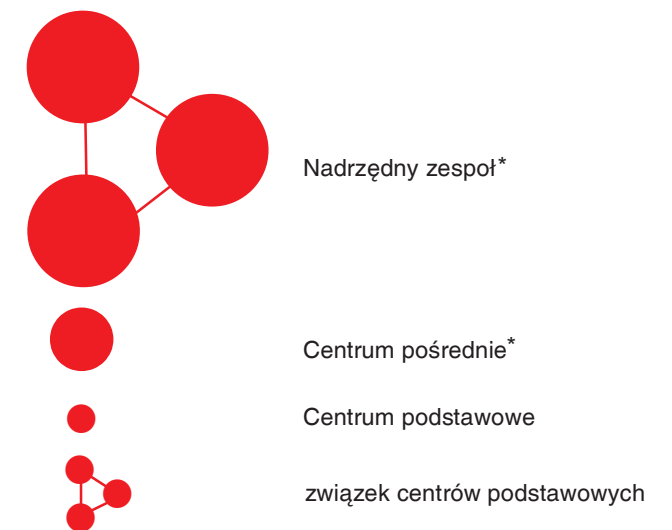 Nadrzędny zespoł*
Centrum pośrednie*
Centrum podstawowe
związek centrów podstawowych